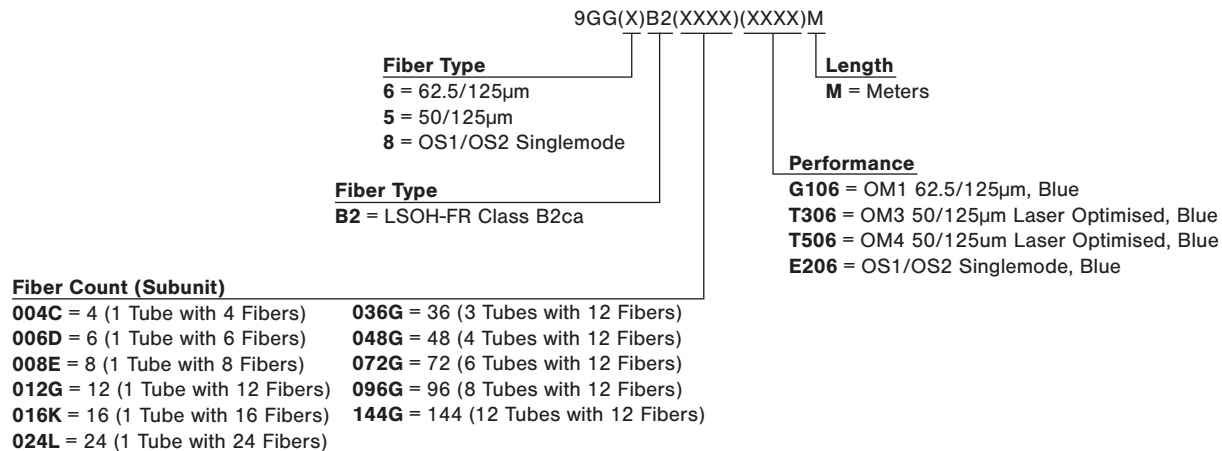 9GG(X)B2(XXXX)(XXXX)M
Fiber Type
6 = 62.5/125µm
5 = 50/125µm
8 = OS1/OS2 Singlemode
Length
M = Meters
Fiber Type
B2 = LSOH-FR Class B2ca
Performance
G106 = OM1 62.5/125µm, Blue
T306 = OM3 50/125µm Laser Optimised, Blue
T506 = OM4 50/125um Laser Optimised, Blue
E206 = OS1/OS2 Singlemode, Blue
Fiber Count (Subunit)
004C = 4 (1 Tube with 4 Fibers)
006D = 6 (1 Tube with 6 Fibers)
008E = 8 (1 Tube with 8 Fibers)
012G = 12 (1 Tube with 12 Fibers)
016K = 16 (1 Tube with 16 Fibers)
024L = 24 (1 Tube with 24 Fibers)
036G = 36 (3 Tubes with 12 Fibers)
048G = 48 (4 Tubes with 12 Fibers)
072G = 72 (6 Tubes with 12 Fibers)
096G = 96 (8 Tubes with 12 Fibers)
144G = 144 (12 Tubes with 12 Fibers)